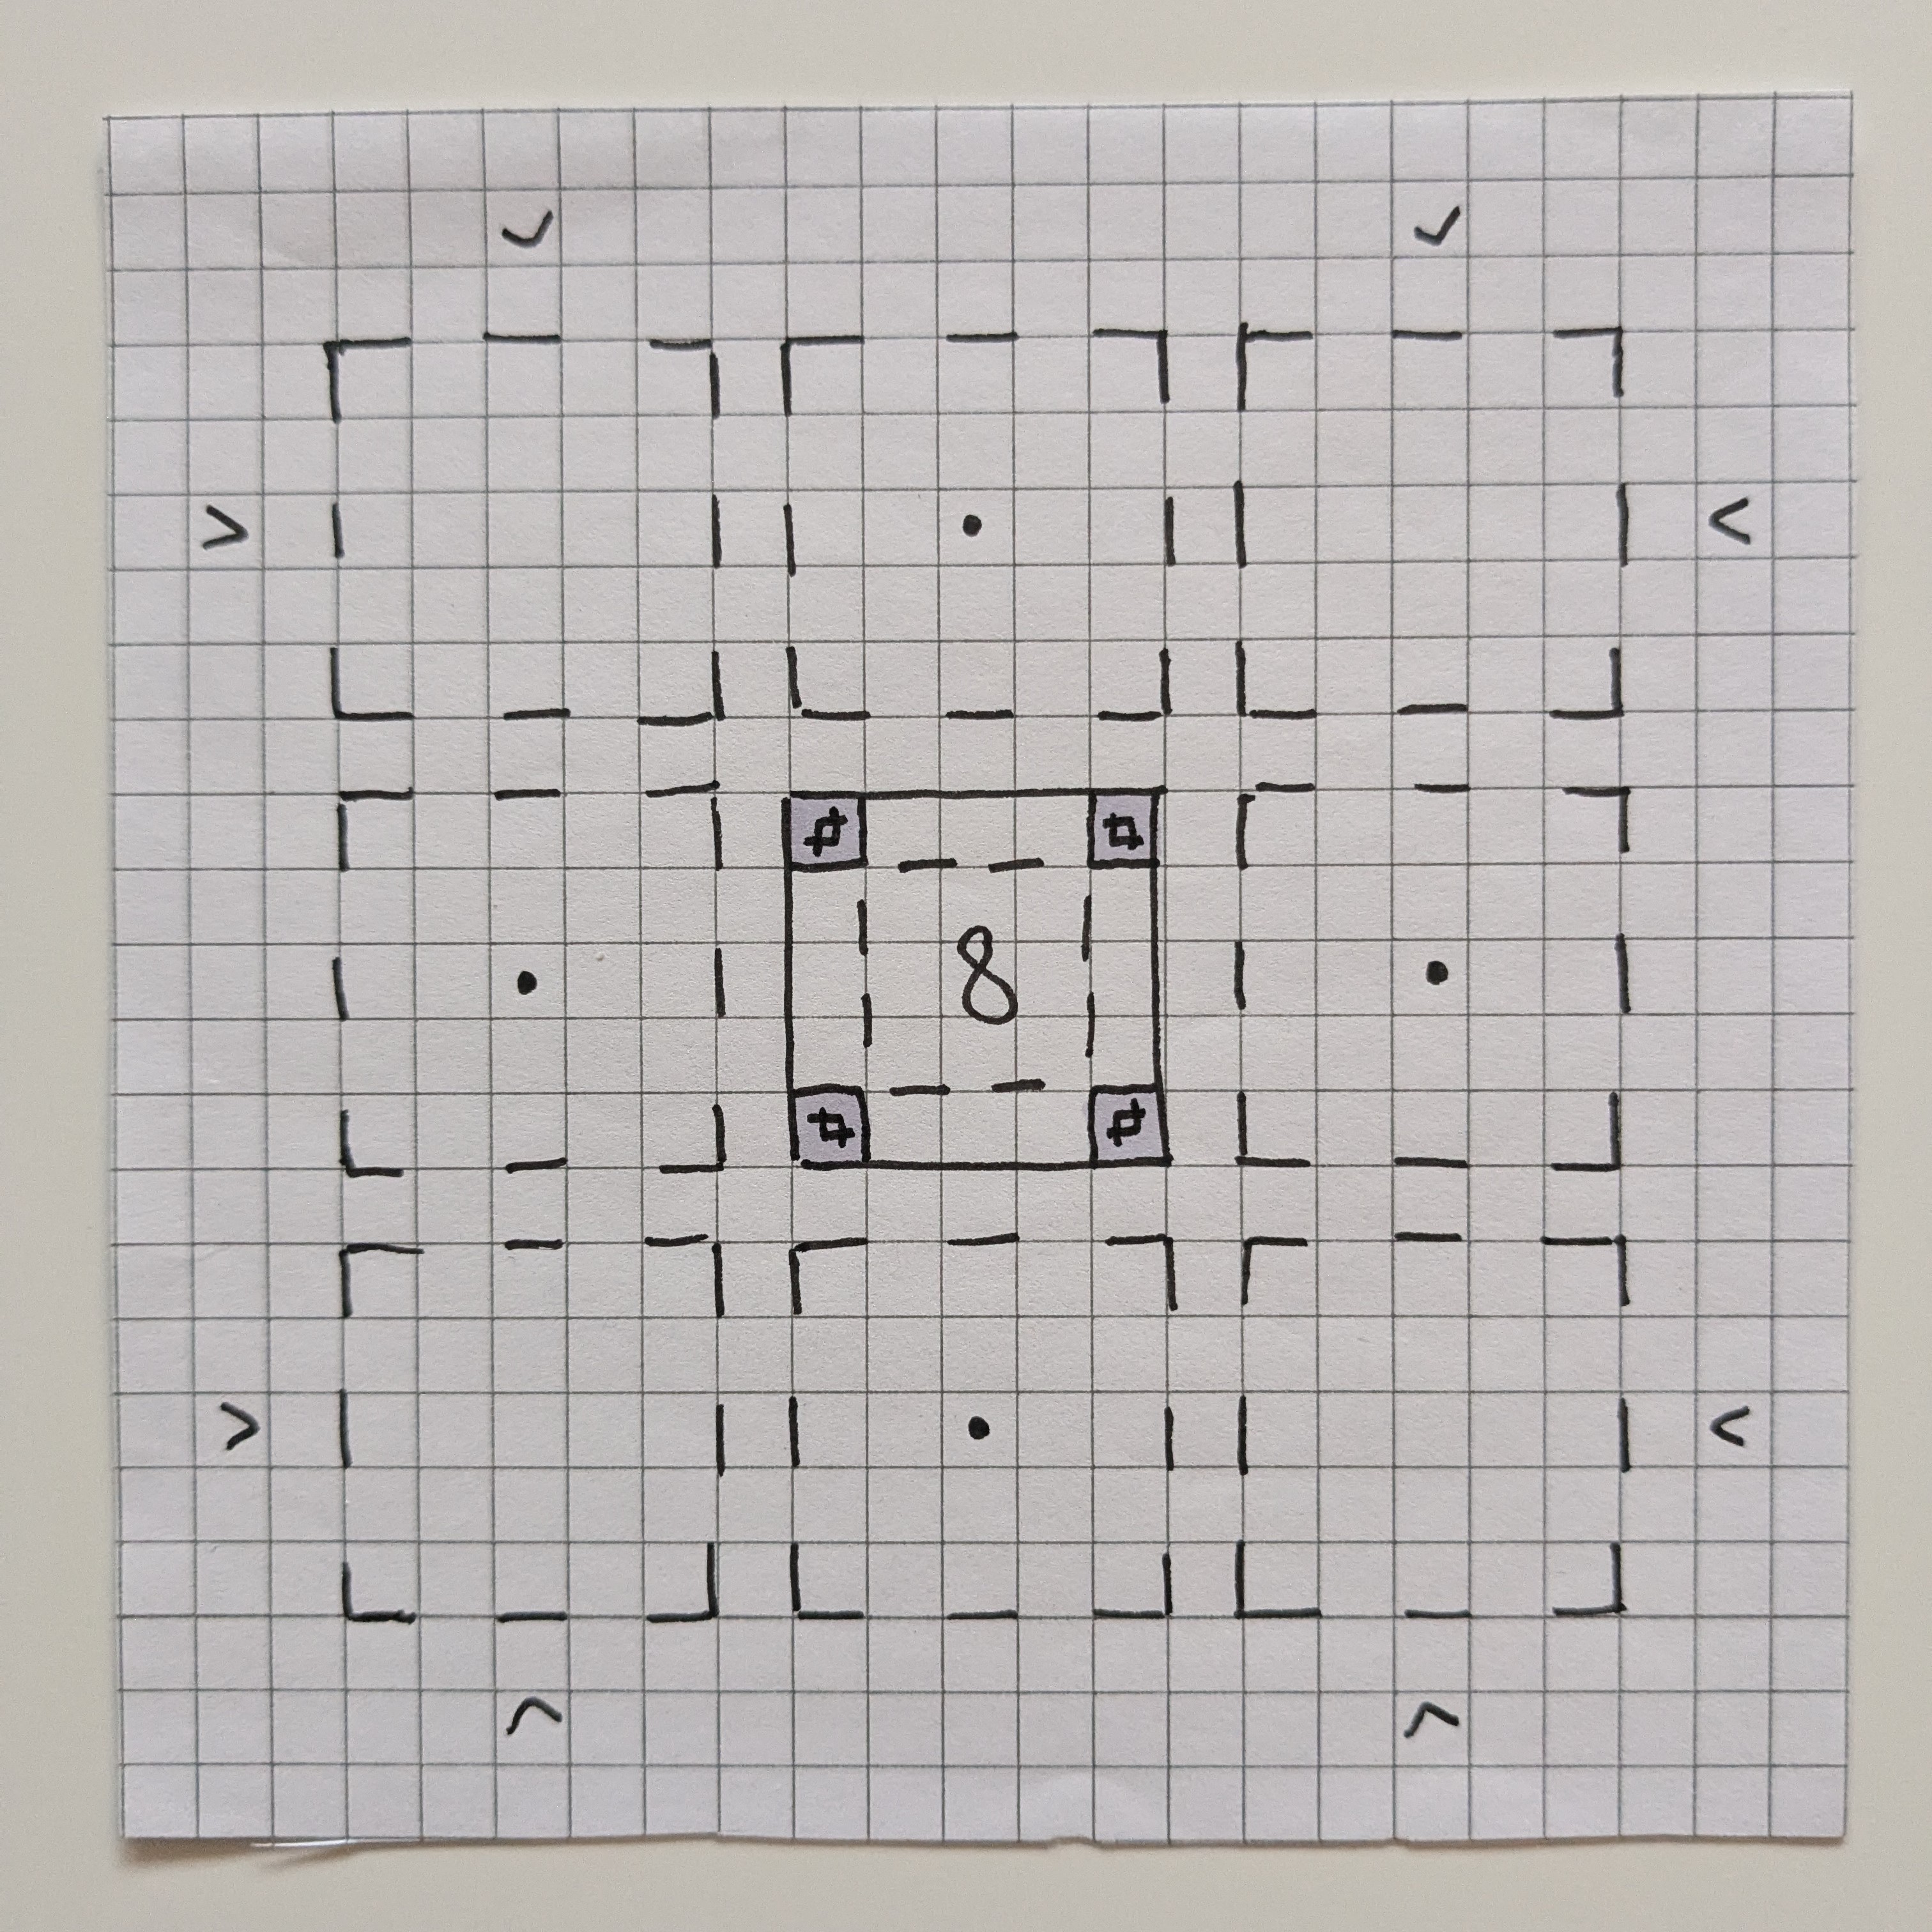 ✓ ✓
> • <
# #
• 8 •
# #
> • <
^ ^